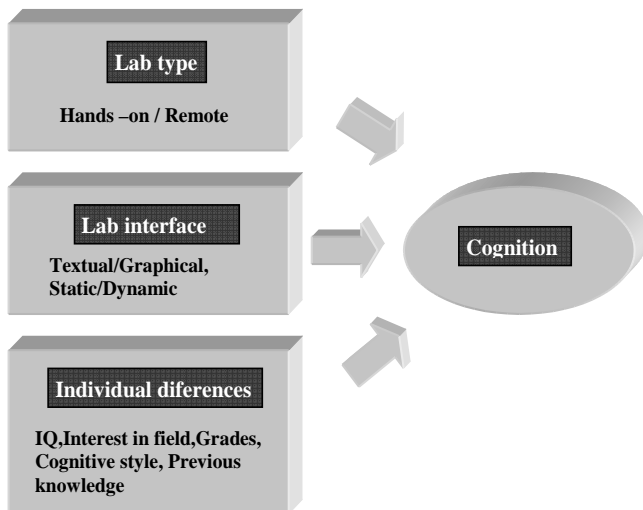 Lab type
Hands –on / Remote
Lab interface
Textual/Graphical,
Static/Dynamic
Cognition
Individual diferences
IQ,Interest in field,Grades,
Cognitive style, Previous
knowledge